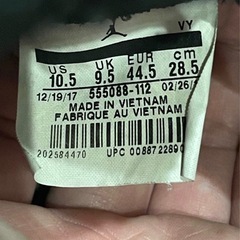 VY
US UK EUR cm
10.5 9.5 44.5 28.5
12/19/17 555088-112 02/26/
MADE IN VIETNAM
FABRIQUE AU VIETNAM
202584470 UPC 0088722890